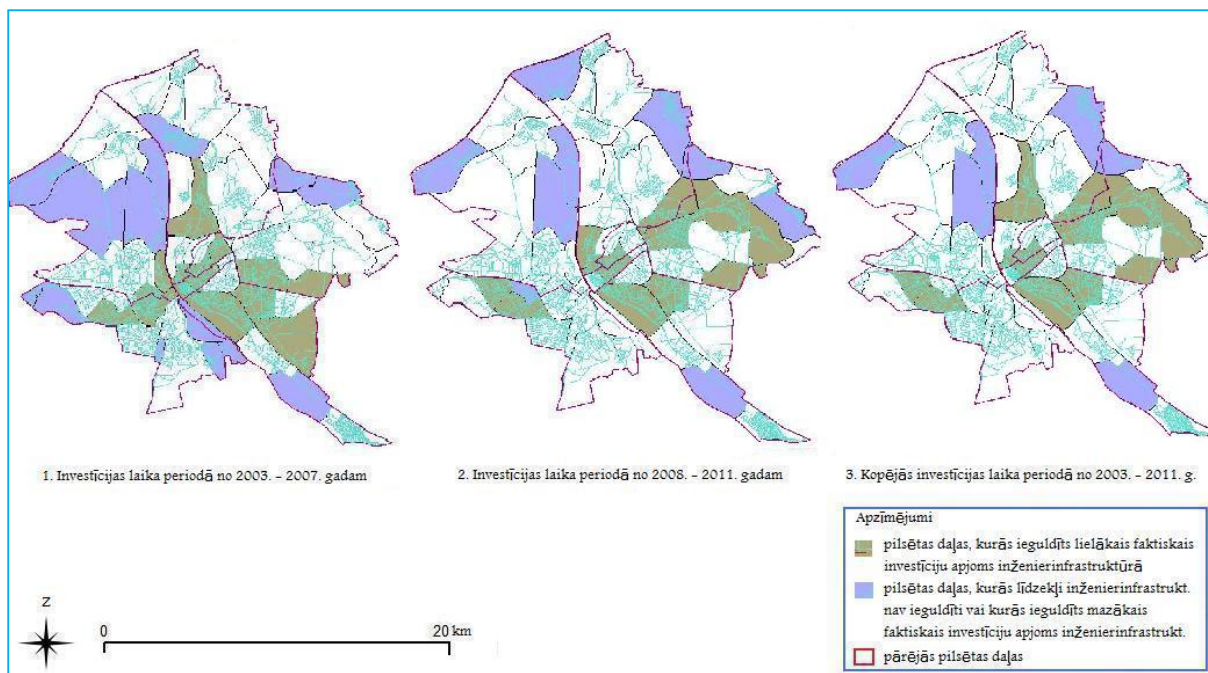 1. Investīcijas laika periodā no 2003. - 2007. gadam
2. Investīcijas laika periodā no 2008. - 2011. gadam
3. Kopējās investīcijas laika periodā no 2003. - 2011. g.
Apzīmējumi
pilsētas daļas, kurās ieguldīts lielākais faktiskais
investīciju apjoms inženierinfrastruktūrā
pilsētas daļas, kurās līdzekļi inženierinfrastrukt.
nav ieguldīti vai kurās ieguldīts mazākais
faktiskais investīciju apjoms inženierinfrastrukt.
pārējās pilsētas daļas
Z
0 20 km